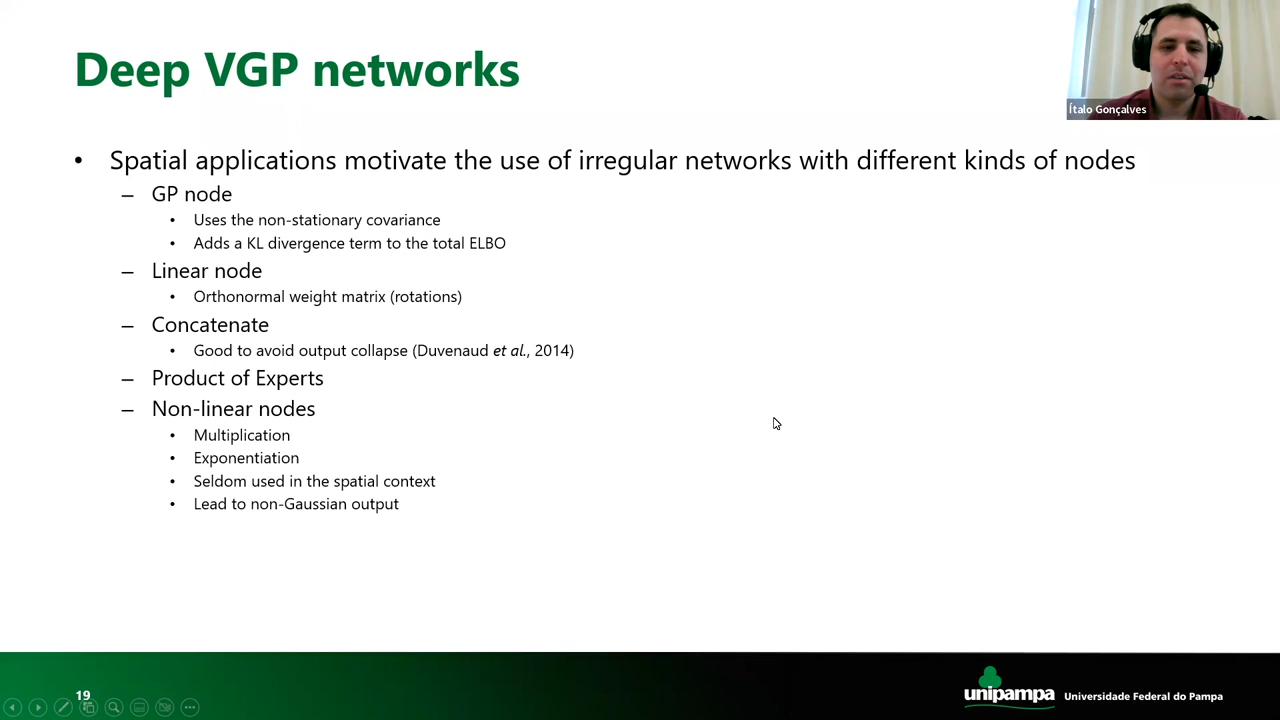 Deep VGP networks
Ítalo Gonçalves
• Spatial applications motivate the use of irregular networks with different kinds of nodes
– GP node
• Uses the non-stationary covariance
• Adds a KL divergence term to the total ELBO
– Linear node
• Orthonormal weight matrix (rotations)
– Concatenate
• Good to avoid output collapse (Duvenaud et al., 2014)
– Product of Experts
– Non-linear nodes
• Multiplication
• Exponentiation
• Seldom used in the spatial context
• Lead to non-Gaussian output
19
unipampa
Universidade Federal do Pampa